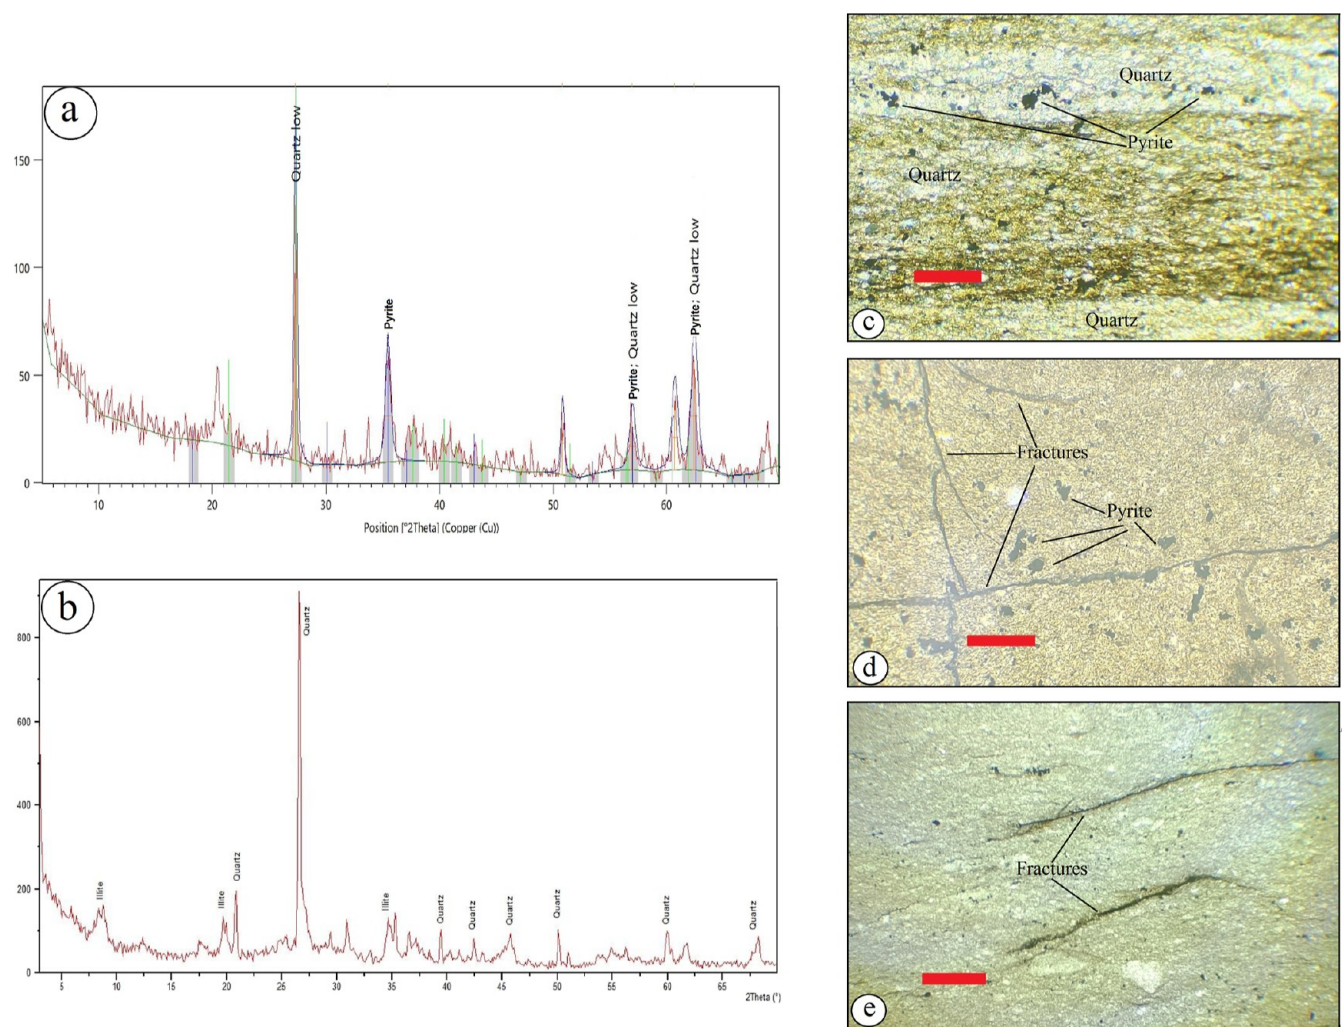 a
150
100
50
0
Quartz low
Pyrite
Pyrite; Quartz low
Pyrite; Quartz low
10 20 30 40 50 60
Position [°2Theta] (Copper (Cu))
b
800
600
400
200
0
Illite
Illite
Quartz
Quartz
Illite
Quartz
Quartz
Quartz
Quartz
Quartz
Quartz
5 10 15 20 25 30 35 40 45 50 55 60 65
2Theta (°)
Quartz
Pyrite
Quartz
Quartz
c
Fractures
Pyrite
d
Fractures
e